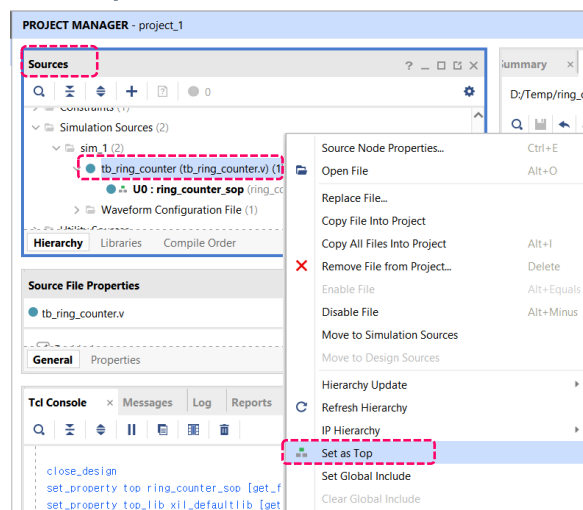 PROJECT MANAGER - project_1
Sources
? _ □ X
0
Constraints (1)
Simulation Sources (2)
sim_1 (2)
tb_ring_counter (tb_ring_counter.v) (1
U0 : ring_counter_sop (ring_co
Waveform Configuration File (1)
Utility Sources
Hierarchy Libraries Compile Order
Source File Properties
tb_ring_counter.v
General Properties
Tcl Console × Messages Log Reports
close_design
set_property top ring_counter_sop [get_f
set_property top_lib xil_defaultlib [get
Summary ×
D:/Temp/ring_c
Source Node Properties... Ctrl+E
Open File Alt+O
Replace File...
Copy File Into Project
Copy All Files Into Project Alt+I
Remove File from Project... Delete
Enable File Alt+Equals
Disable File Alt+Minus
Move to Simulation Sources
Move to Design Sources
Hierarchy Update
Refresh Hierarchy
IP Hierarchy
Set as Top
Set Global Include
Clear Global Include